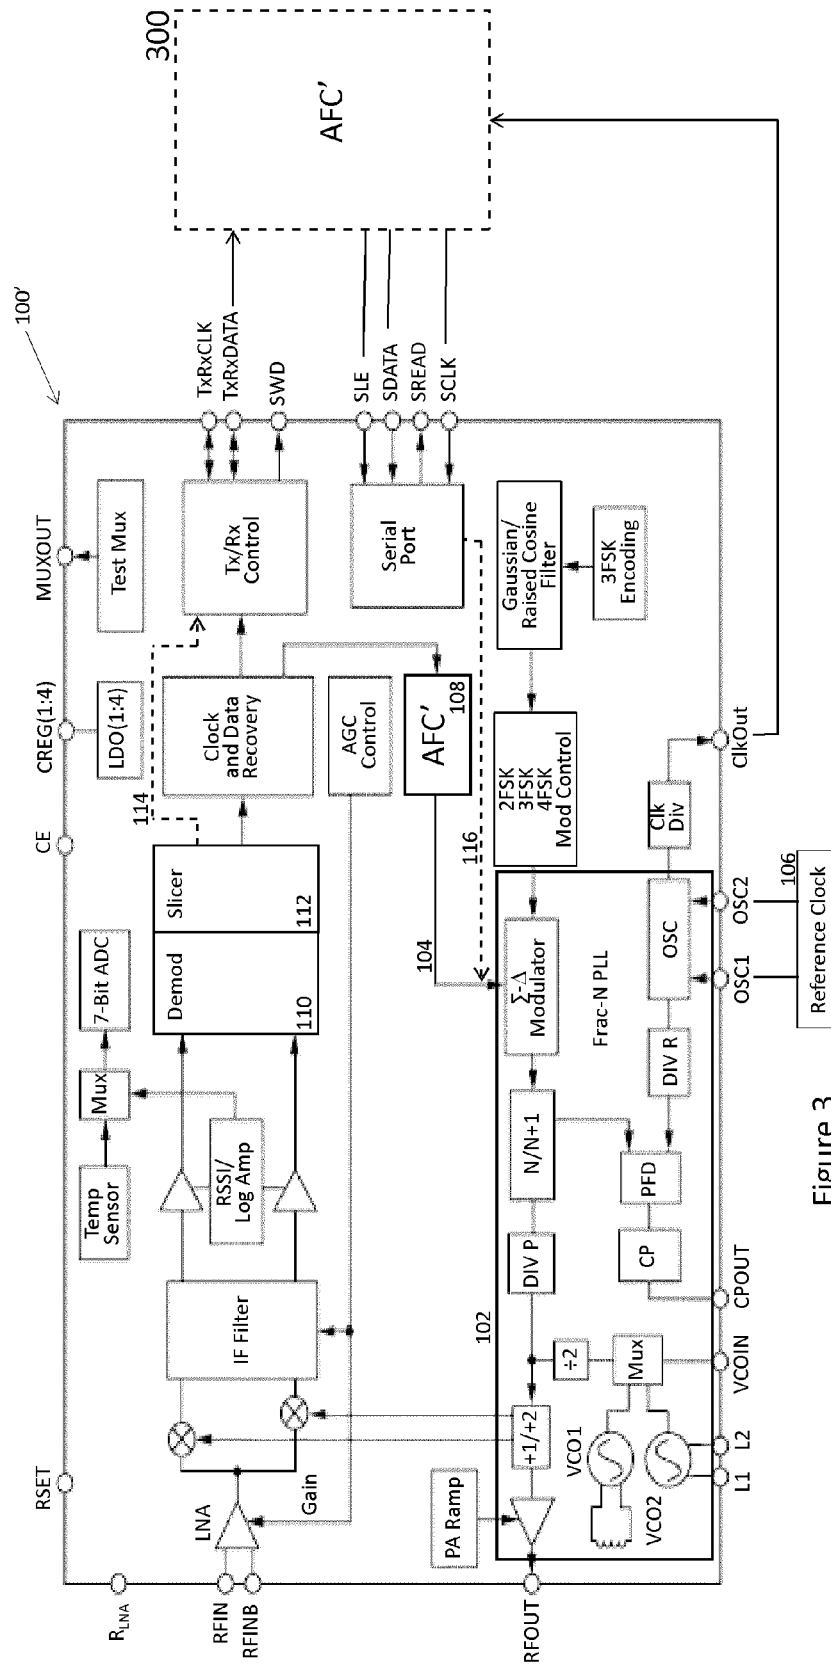 RSET
CE
CREG(1:4)
MUXOUT
100'
300
AFC'
R_LNA
RFIN
RFINB
LNA
Gain
IF Filter
Temp
Sensor
Mux
7-Bit ADC
RSSI/
Log Amp
Demod
110
Slicer
112
114
LDO(1:4)
Test Mux
Clock
and Data
Recovery
Tx/Rx
Control
TxRxCLK
TxRxDATA
SWD
AGC
Control
AFC'
108
104
116
Serial
Port
SLE
SDATA
SREAD
SCLK
Gaussian/
Raised Cosine
Filter
3FSK
Encoding
2FSK
3FSK
4FSK
Mod Control
PA Ramp
RFOUT
102
+1/+2
DIV P
N/N+1
Σ-Δ
Modulator
Frac-N PLL
VCO1
VCO2
÷2
Mux
CP
PFD
DIV R
OSC
Clk
Div
L1
L2
VCOIN
CPOUT
OSC1
OSC2
ClkOut
106
Reference Clock
Figure 3